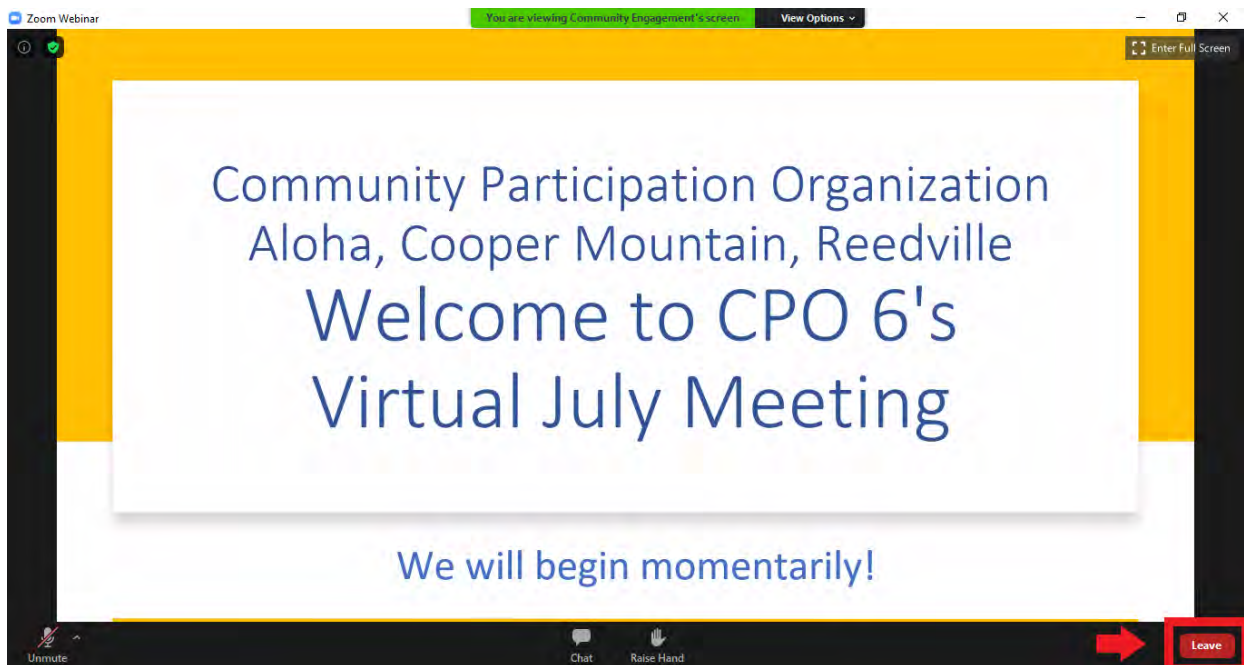 Zoom Webinar
You are viewing Community Engagement's screen
View Options
Enter Full Screen
Community Participation Organization
Aloha, Cooper Mountain, Reedville
Welcome to CPO 6's
Virtual July Meeting
We will begin momentarily!
Unmute
Chat
Raise Hand
Leave